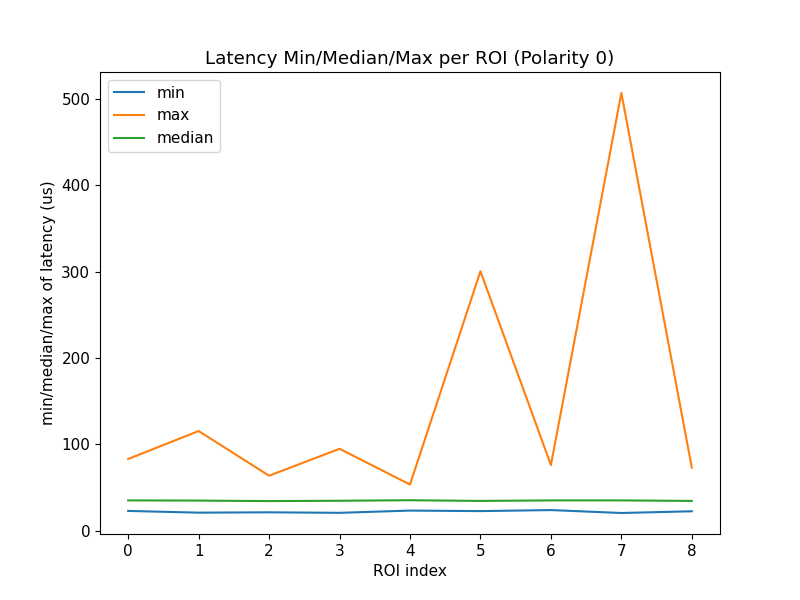 Latency Min/Median/Max per ROI (Polarity 0)
min
max
median
min/median/max of latency (us)
500
400
300
200
100
0
0 1 2 3 4 5 6 7 8
ROI index